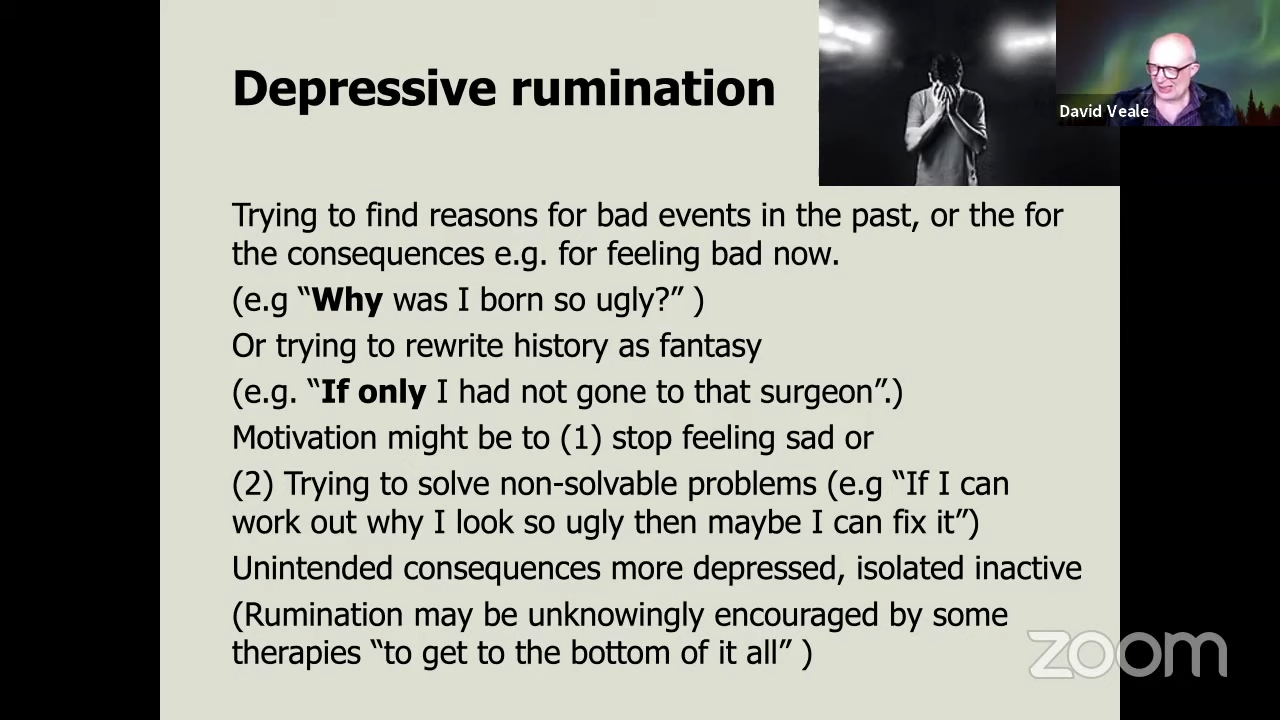 Depressive rumination
David Veale
Trying to find reasons for bad events in the past, or the for
the consequences e.g. for feeling bad now.
(e.g “Why was I born so ugly?” )
Or trying to rewrite history as fantasy
(e.g. “If only I had not gone to that surgeon”.)
Motivation might be to (1) stop feeling sad or
(2) Trying to solve non-solvable problems (e.g “If I can
work out why I look so ugly then maybe I can fix it”)
Unintended consequences more depressed, isolated inactive
(Rumination may be unknowingly encouraged by some
therapies “to get to the bottom of it all” )
zoom